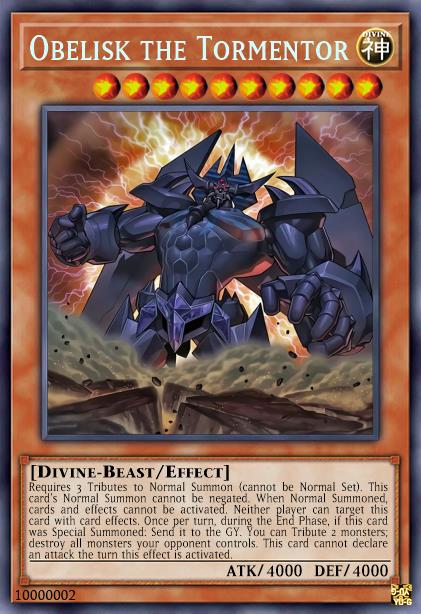 OBELISK THE TORMENTOR
DIVINE
神
[DIVINE-BEAST/EFFECT]
Requires 3 Tributes to Normal Summon (cannot be Normal Set). This
card's Normal Summon cannot be negated. When Normal Summoned,
cards and effects cannot be activated. Neither player can target
this card with card effects. Once per turn, during the End Phase, if this card
was Special Summoned: Send it to the GY. You can Tribute 2 monsters;
destroy all monsters your opponent controls. This card cannot declare
an attack the turn this effect is activated.
ATK/4000 DEF/4000
10000002